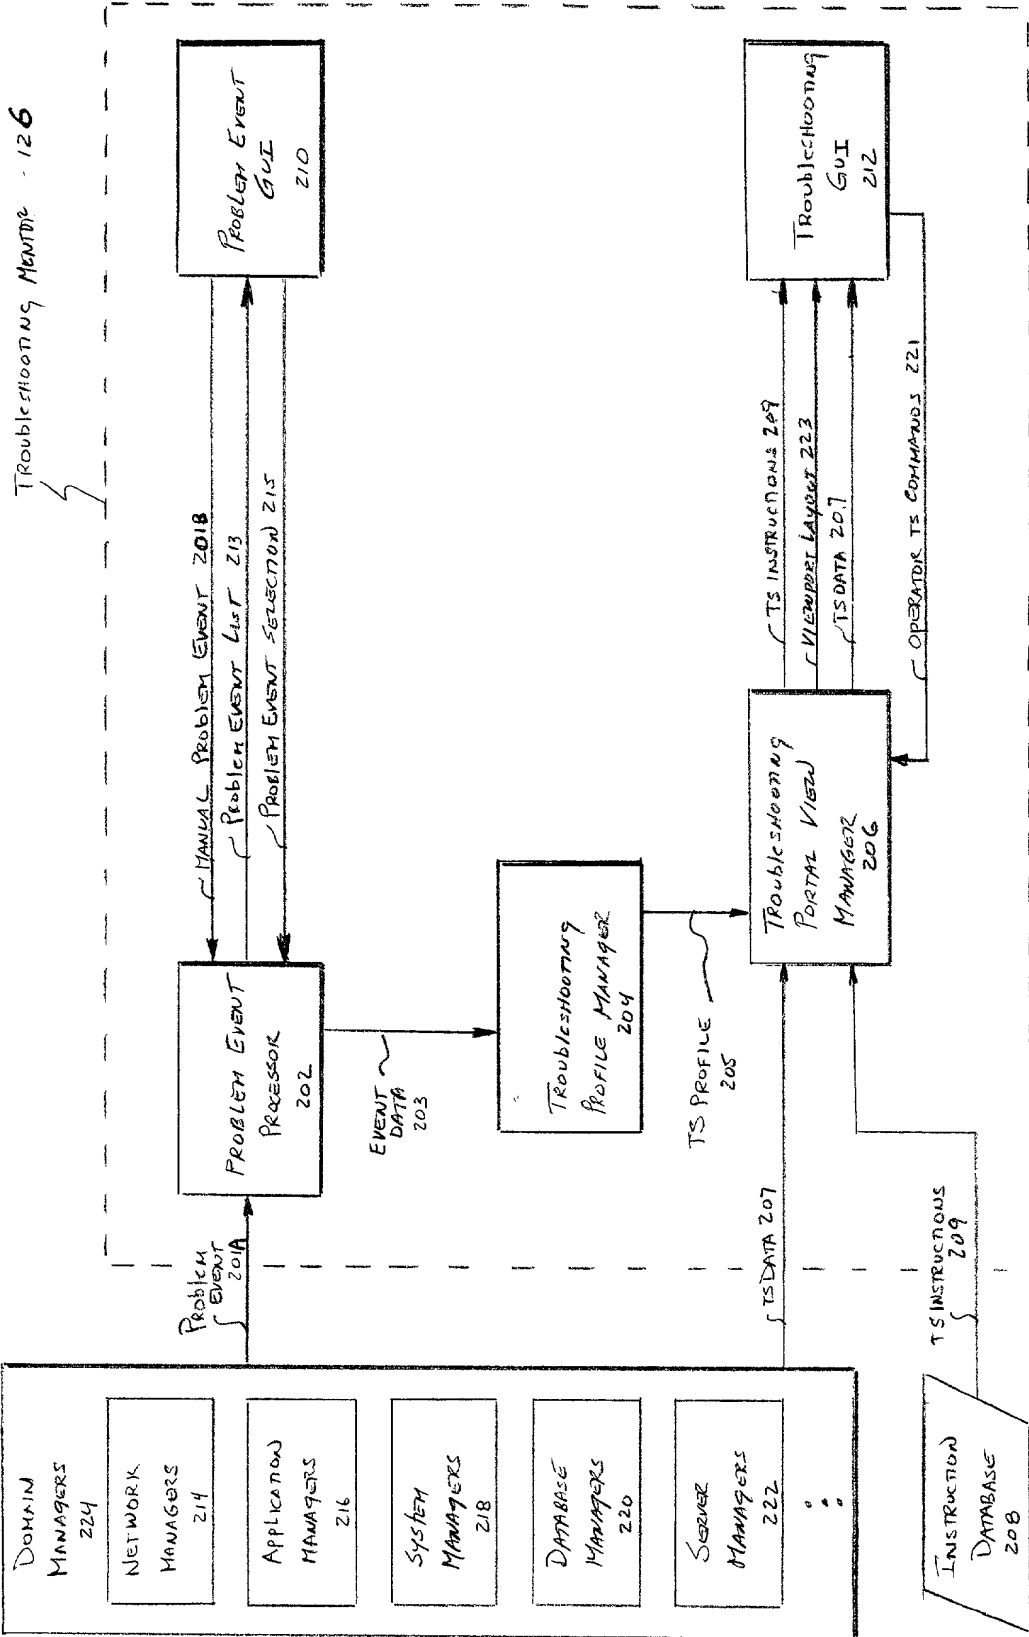 TROUBLESHOOTING MENTOR - 126
DOMAIN
MANAGERS
224
NETWORK
MANAGERS
214
APPLICATION
MANAGERS
216
SYSTEM
MANAGERS
218
DATABASE
MANAGERS
220
SERVER
MANAGERS
222
INSTRUCTION
DATABASE
208
PROBLEM
EVENT
201A
PROBLEM EVENT
PROCESSOR
202
MANUAL PROBLEM EVENT 201B
PROBLEM EVENT LIST 213
PROBLEM EVENT SELECTION 215
PROBLEM EVENT
GUI
210
EVENT
DATA
203
TROUBLESHOOTING
PROFILE MANAGER
204
TS PROFILE
205
TS DATA 207
TS INSTRUCTIONS
209
TROUBLESHOOTING
PORTAL VIEW
MANAGER
206
TS INSTRUCTIONS 209
VIEWPORT LAYOUT 223
TS DATA 207
OPERATOR TS COMMANDS 221
TROUBLESHOOTING
GUI
212